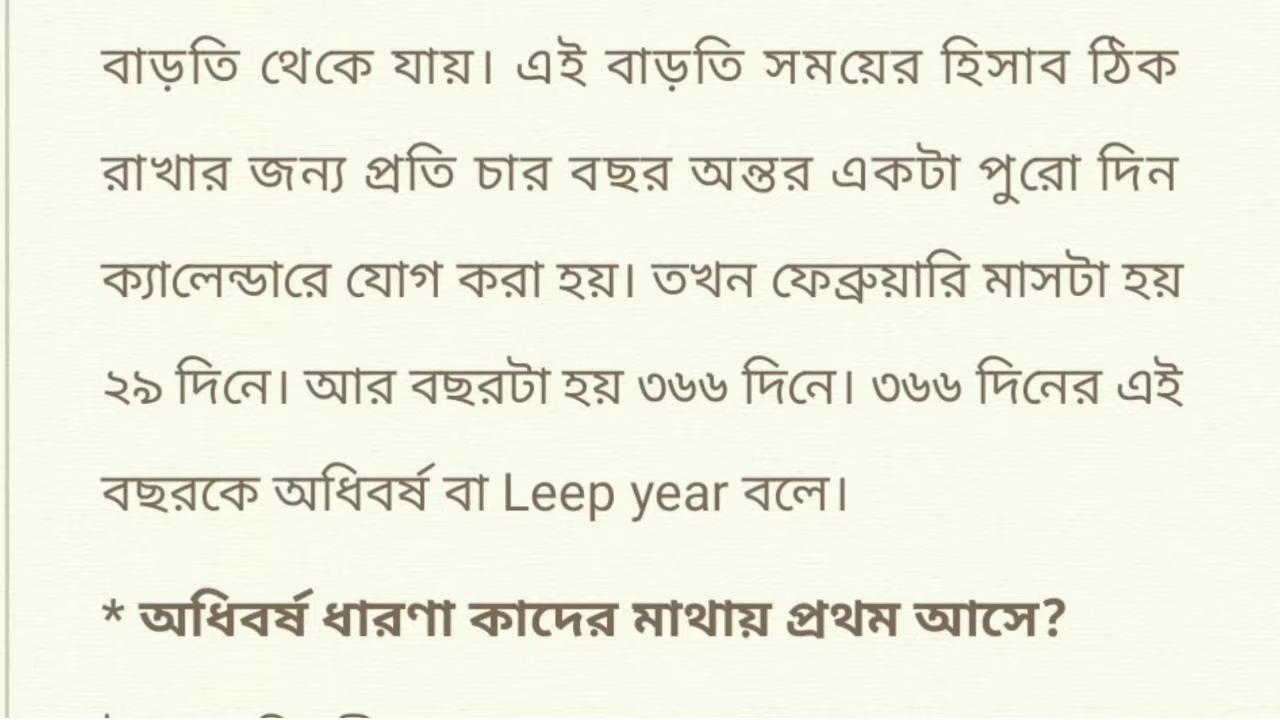 বাড়তি থেকে যায়। এই বাড়তি সময়ের হিসাব ঠিক
রাখার জন্য প্রতি চার বছর অন্তর একটা পুরো দিন
ক্যালেন্ডারে যোগ করা হয়। তখন ফেব্রুয়ারি মাসটা হয়
২৯ দিনে। আর বছরটা হয় ৩৬৬ দিনে। ৩৬৬ দিনের এই
বছরকে অধিবর্ষ বা Leep year বলে।
* অধিবর্ষ ধারণা কাদের মাথায় প্রথম আসে?